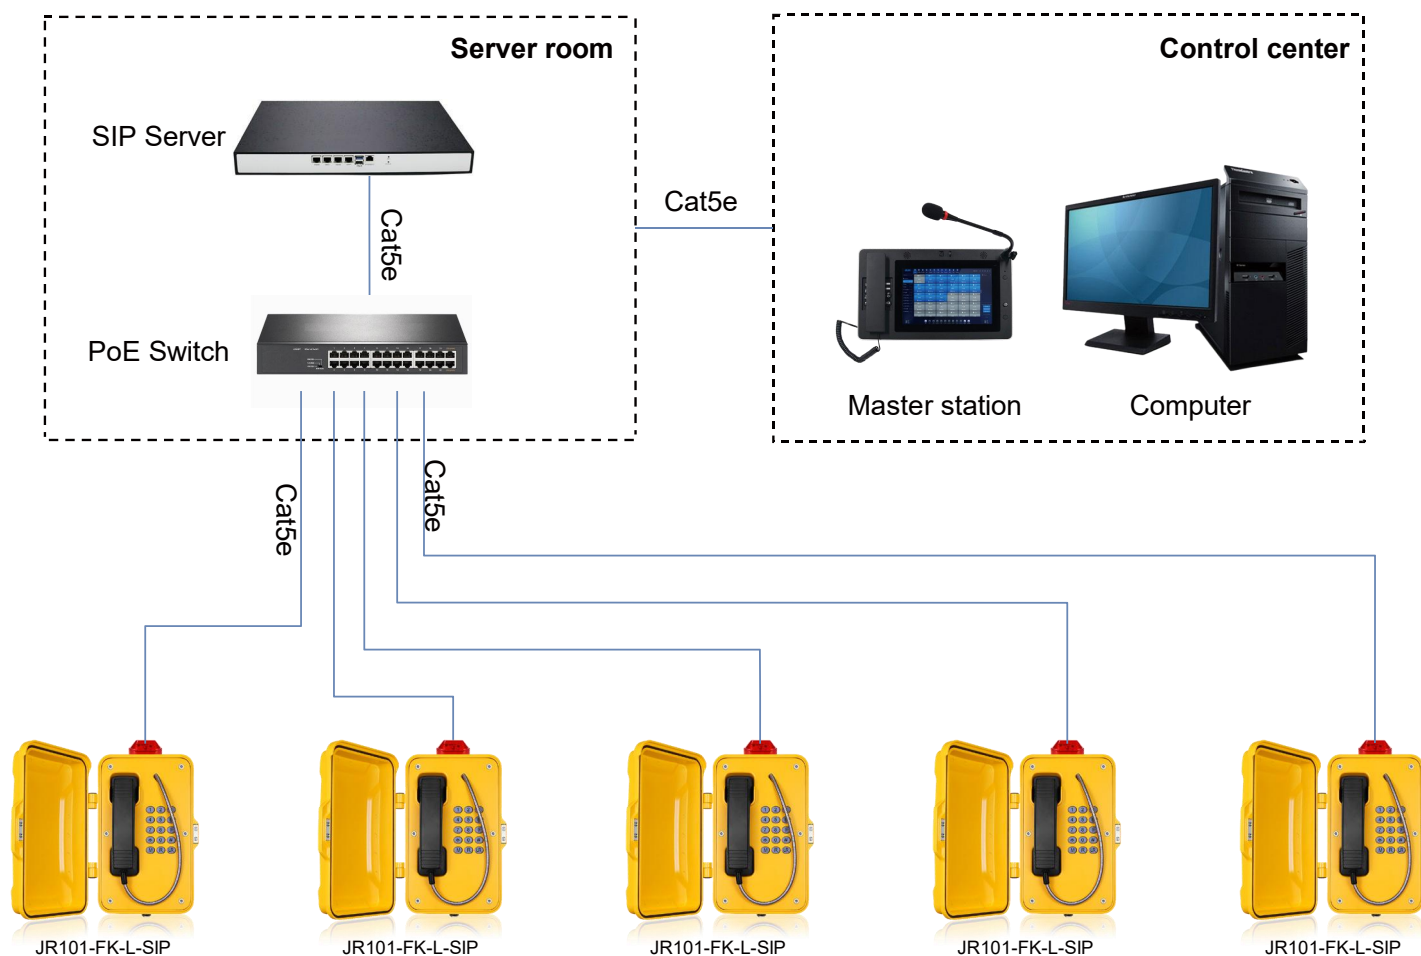 Server room
Control center
SIP Server
Cat5e
Cat5e
PoE Switch
Master station
Computer
Cat5e
Cat5e
JR101-FK-L-SIP
JR101-FK-L-SIP
JR101-FK-L-SIP
JR101-FK-L-SIP
JR101-FK-L-SIP